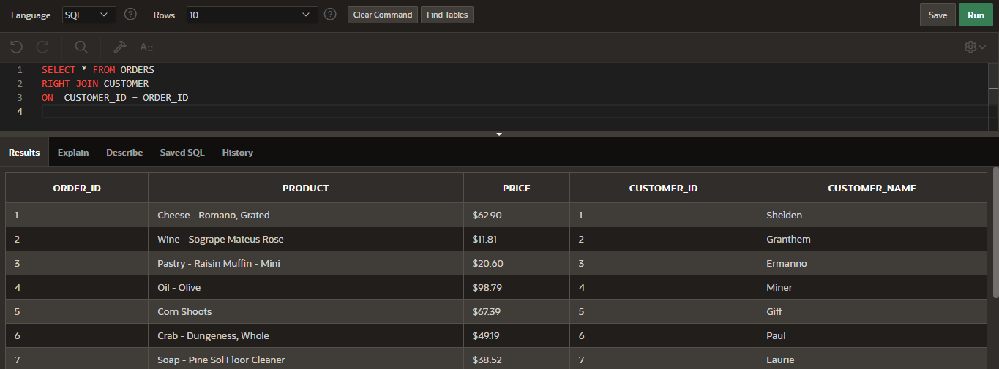 Language SQL ? Rows 10 ? Clear Command Find Tables Save Run
A
1 SELECT * FROM ORDERS
2 RIGHT JOIN CUSTOMER
3 ON CUSTOMER_ID = ORDER_ID
4
Results Explain Describe Saved SQL History
ORDER_ID PRODUCT PRICE CUSTOMER_ID CUSTOMER_NAME
1 Cheese - Romano, Grated $62.90 1 Shelden
2 Wine - Sogrape Mateus Rose $11.81 2 Granthem
3 Pastry - Raisin Muffin - Mini $20.60 3 Ermanno
4 Oil - Olive $98.79 4 Miner
5 Corn Shoots $67.39 5 Giff
6 Crab - Dungeness, Whole $49.19 6 Paul
7 Soap - Pine Sol Floor Cleaner $38.52 7 Laurie